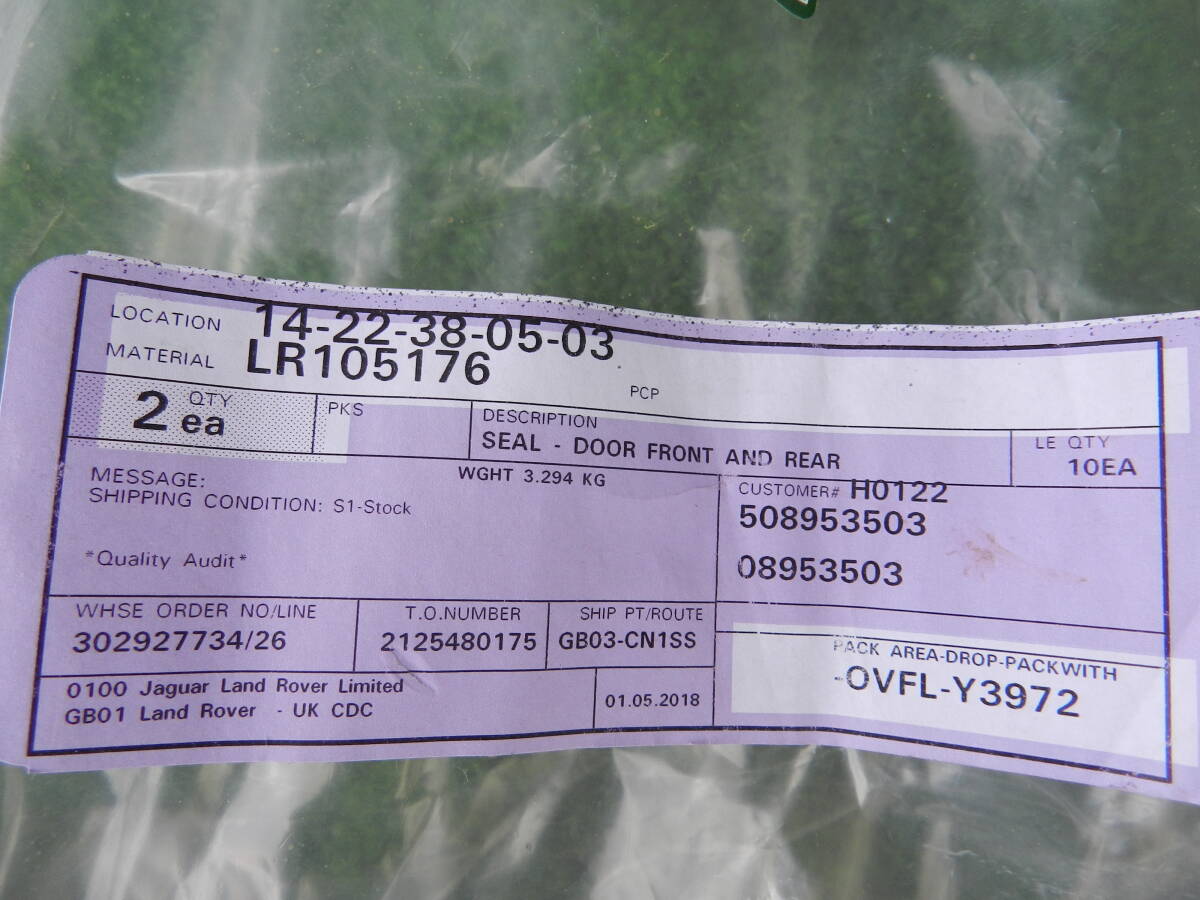 LOCATION 14-22-38-05-03
MATERIAL LR105176
PCP
QTY
2 ea
PKS
DESCRIPTION
SEAL - DOOR FRONT AND REAR
LE QTY
10EA
MESSAGE:
WGHT 3.294 KG
SHIPPING CONDITION: S1-Stock
*Quality Audit*
CUSTOMER# H0122
508953503
08953503
WHSE ORDER NO/LINE
302927734/26
T.O.NUMBER
2125480175
SHIP PT/ROUTE
GB03-CN1SS
PACK AREA-DROP-PACKWITH
-OVFL-Y3972
0100 Jaguar Land Rover Limited
GB01 Land Rover - UK CDC
01.05.2018